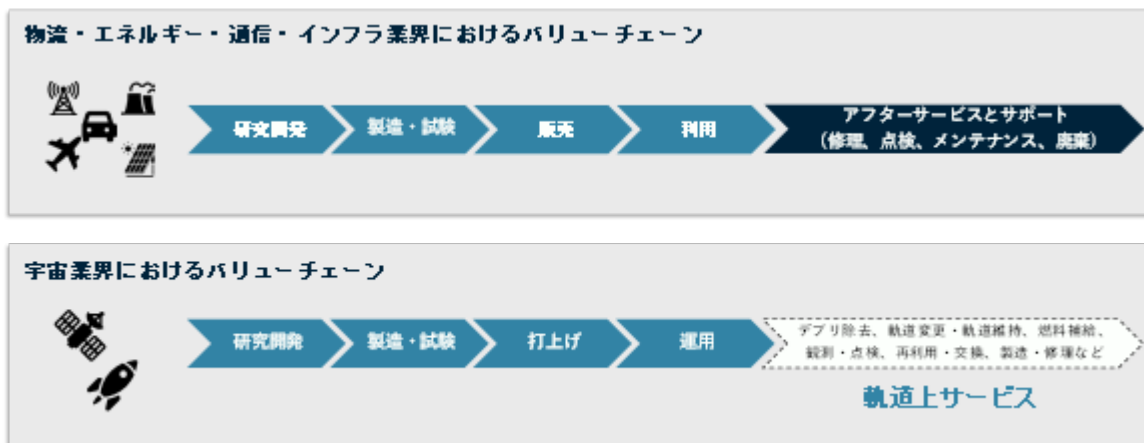 物流・エネルギー・通信・インフラ業界におけるバリューチェーン
研究開発
製造・試験
販売
利用
アフターサービスとサポート
(修理、点検、メンテナンス、廃棄)
宇宙業界におけるバリューチェーン
研究開発
製造・試験
打上げ
運用
デブリ除去、軌道変更・軌道維持、燃料補給、
観測・点検、再利用・交換、製造・修理など
軌道上サービス